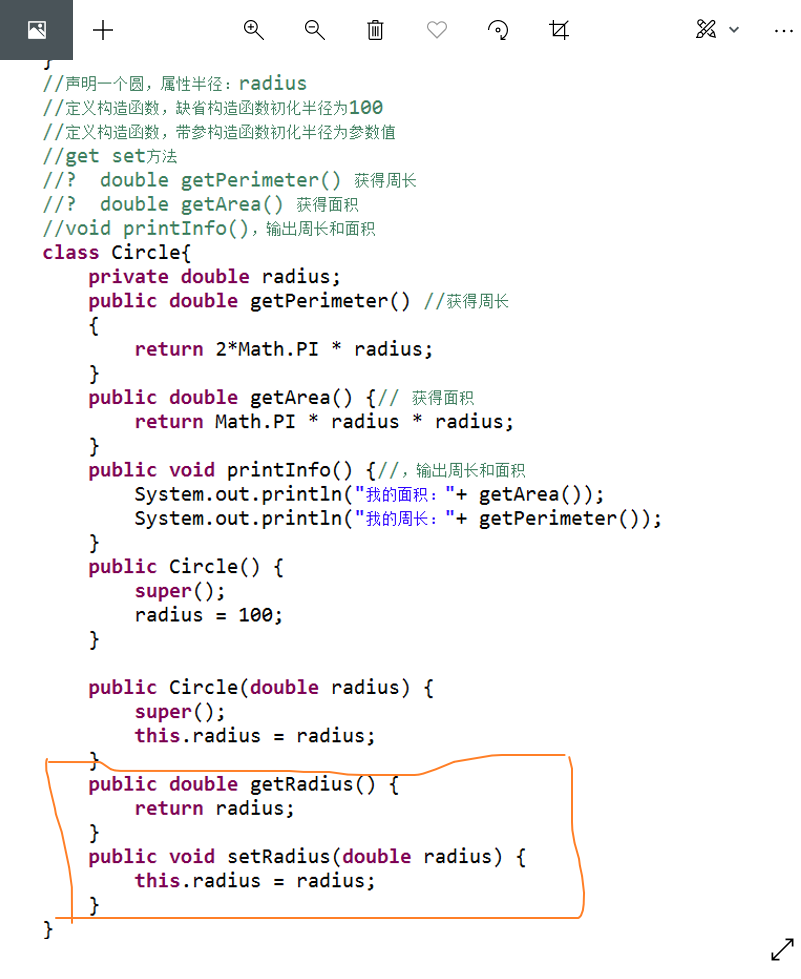 }
//声明一个圆，属性半径：radius
//定义构造函数，缺省构造函数初化半径为100
//定义构造函数，带参构造函数初化半径为参数值
//get set方法
//?  double getPerimeter() 获得周长
//?  double getArea() 获得面积
//void printInfo()，输出周长和面积
class Circle{
    private double radius;
    public double getPerimeter() //获得周长
    {
        return 2*Math.PI * radius;
    }
    public double getArea() {// 获得面积
        return Math.PI * radius * radius;
    }
    public void printInfo() {//，输出周长和面积
        System.out.println("我的面积："+ getArea());
        System.out.println("我的周长："+ getPerimeter());
    }
    public Circle() {
        super();
        radius = 100;
    }
    public Circle(double radius) {
        super();
        this.radius = radius;
    }
    public double getRadius() {
        return radius;
    }
    public void setRadius(double radius) {
        this.radius = radius;
    }
}